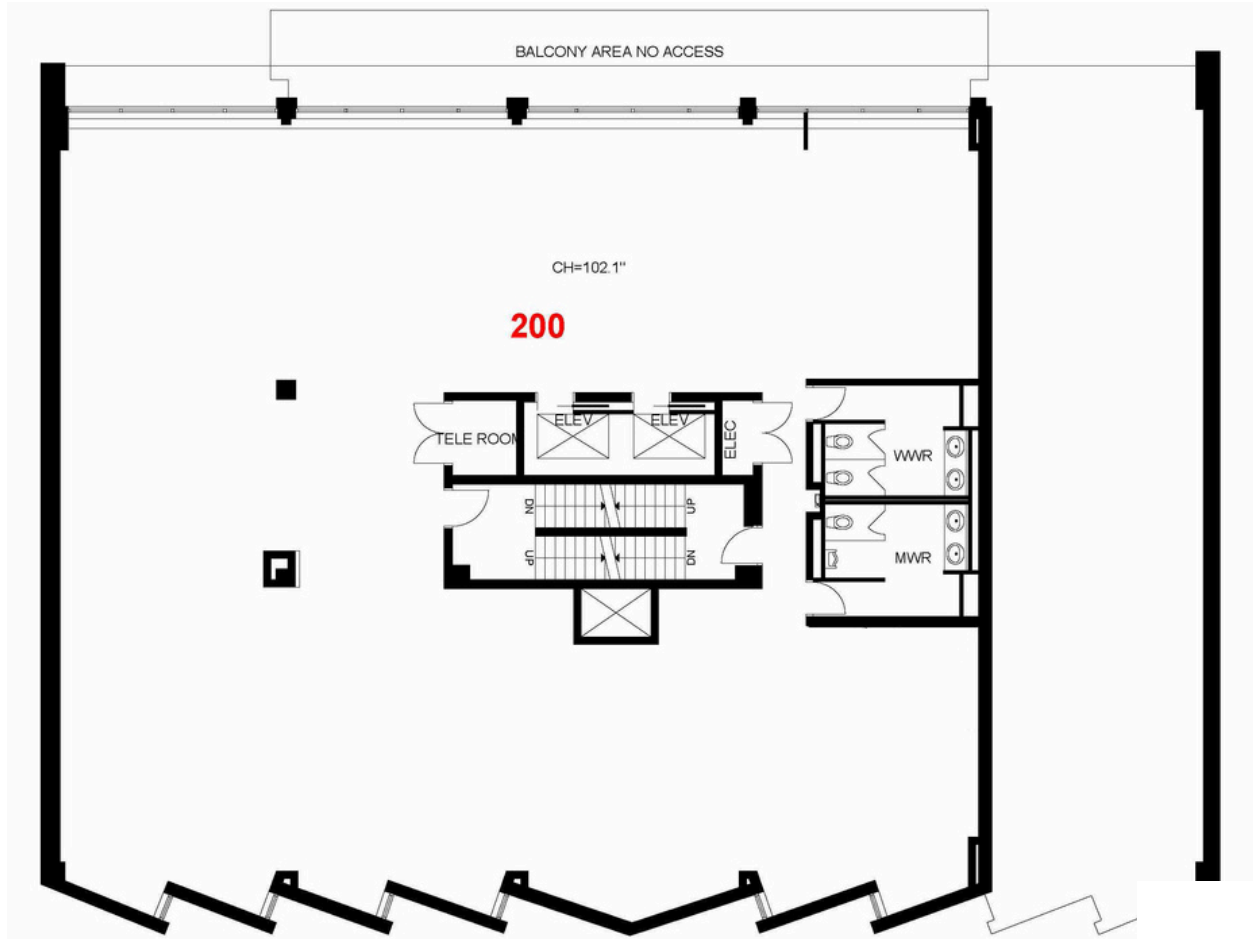 BALCONY AREA NO ACCESS
CH=102.1"
200
ELEV
ELEV
TELE ROOM
ELEC
WWR
DN
UP
UP
DN
MWR